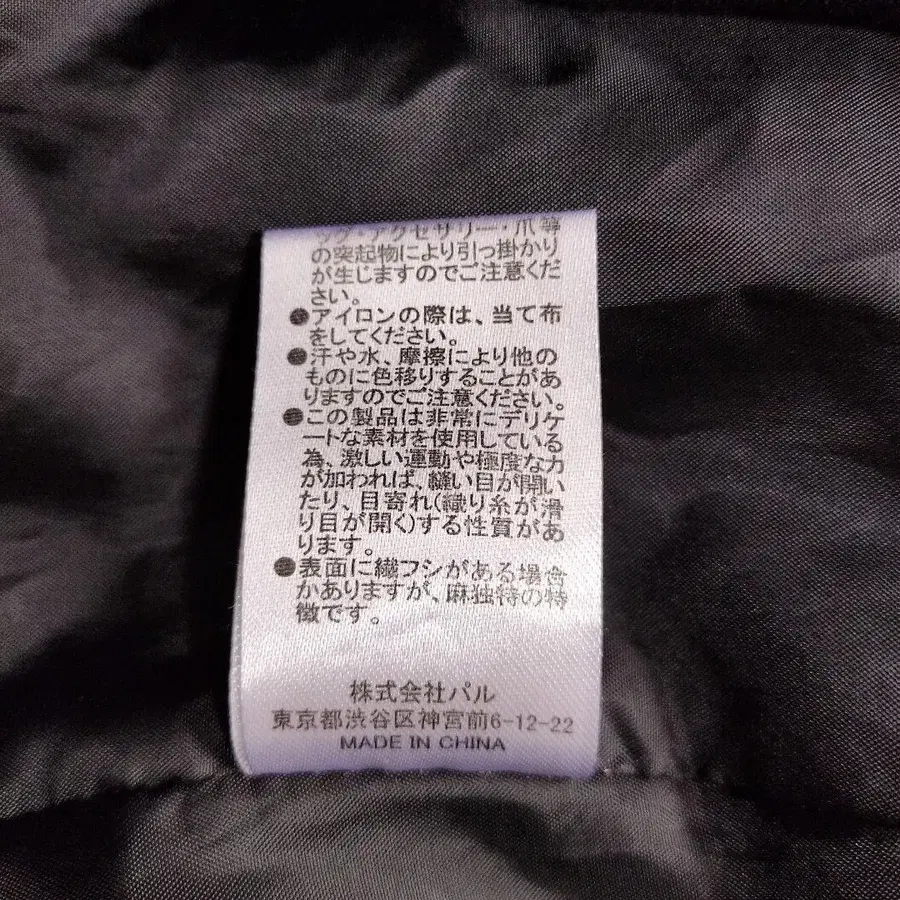 グ・アクセサリー・爪等
の突起物により引っ掛かり
が生じますのでご注意くだ
さい。
●アイロンの際は、当て布
をしてください。
●汗や水、摩擦により他の
ものに色移りすることがあ
りますのでご注意ください。
●この製品は非常にデリケ
ートな素材を使用している
為、激しい運動や極度な力
が加われば、縫い目が開い
たり、目寄れ(織り糸が滑
り目が開く)する性質があ
ります。
●表面に繊フシがある場合
がありますが、麻独特の特
徴です。
株式会社パル
東京都渋谷区神宮前6-12-22
MADE IN CHINA